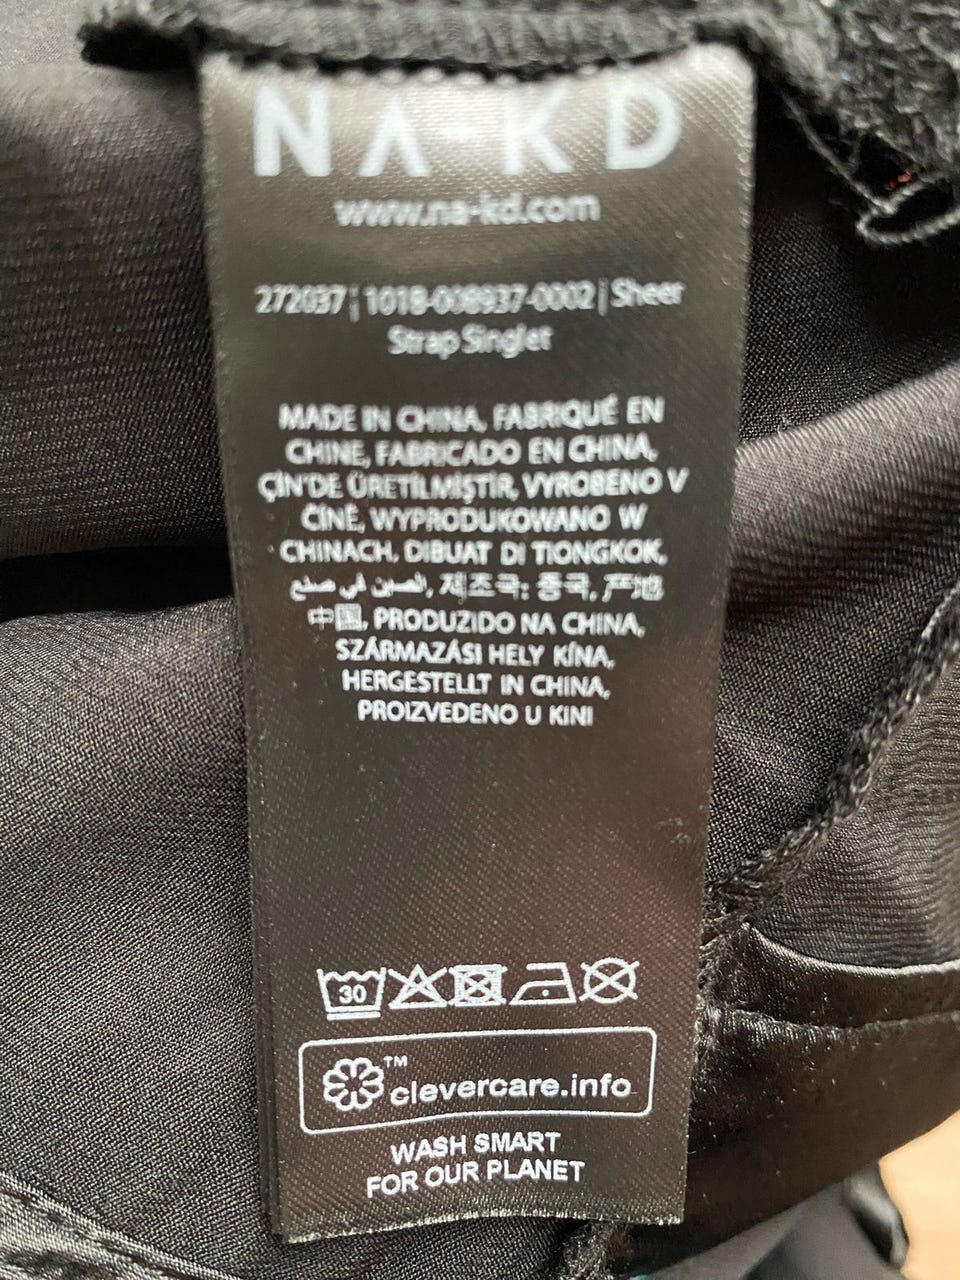 NA-KD
www.na-kd.com
272037 | 1018-008937-0002 | Sheer
Strap Singlet
MADE IN CHINA, FABRIQUÉ EN
CHINE, FABRICADO EN CHINA,
ÇİN'DE ÜRETİLMİŞTİR, VYROBENO V
ČÍNĚ, WYPRODUKOWANO W
CHINACH, DIBUAT DI TIONGKOK,
صنع في الصين, 제조국: 중국, 产地
中国, PRODUZIDO NA CHINA,
SZÁRMAZÁSI HELY KÍNA,
HERGESTELLT IN CHINA,
PROIZVEDENO U KINI
30
™
clevercare.info
WASH SMART
FOR OUR PLANET